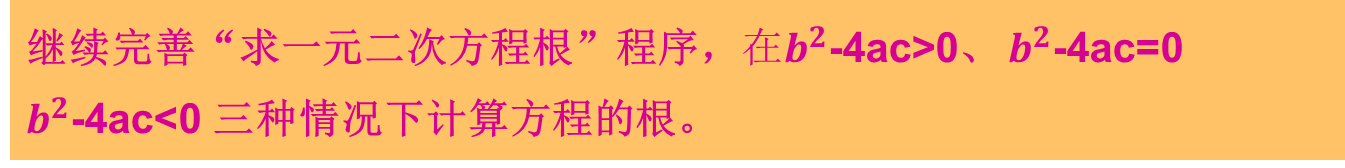 继续完善“求一元二次方程根”程序，在b²-4ac>0、 b²-4ac=0
b²-4ac<0 三种情况下计算方程的根。